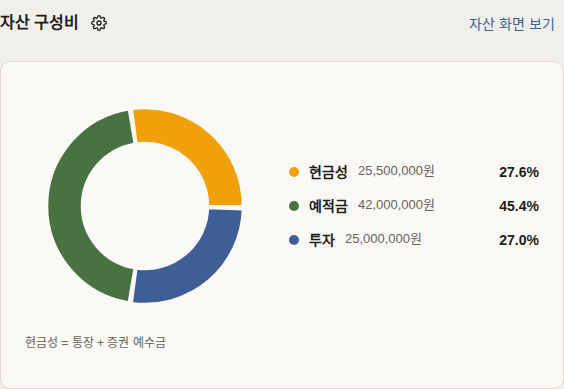 자산 구성비
자산 화면 보기
현금성 25,500,000원 27.6%
예적금 42,000,000원 45.4%
투자 25,000,000원 27.0%
현금성 = 통장 + 증권 예수금